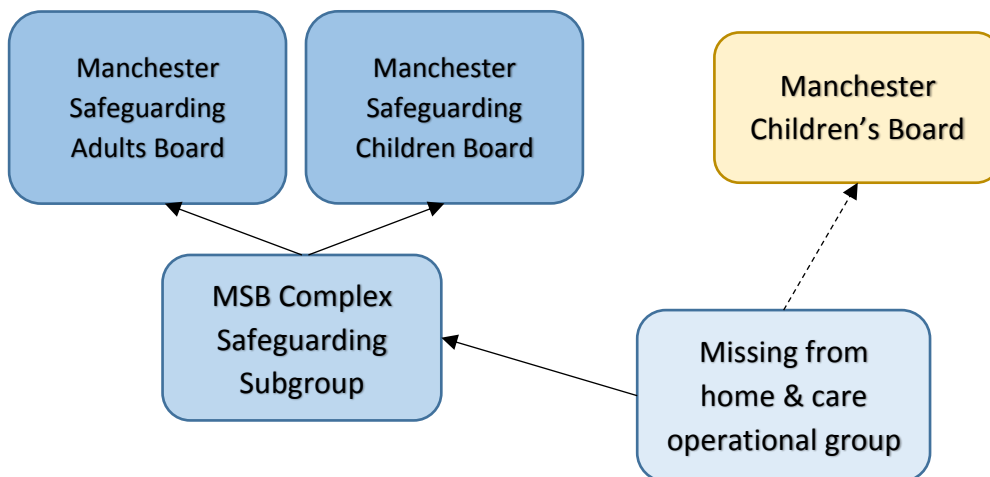 Manchester
Safeguarding
Adults Board
Manchester
Safeguarding
Children Board
Manchester
Children’s Board
MSB Complex
Safeguarding
Subgroup
Missing from
home & care
operational group